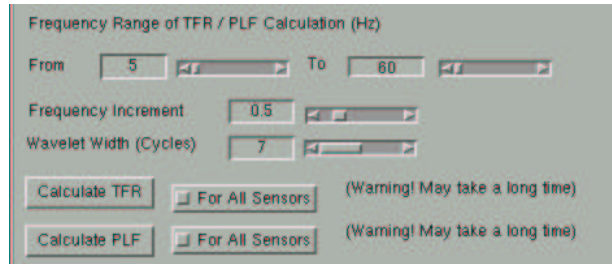 Frequency Range of TFR / PLF Calculation (Hz)
From 5 To 60
Frequency Increment 0.5
Wavelet Width (Cycles) 7
Calculate TFR For All Sensors (Warning! May take a long time)
Calculate PLF For All Sensors (Warning! May take a long time)